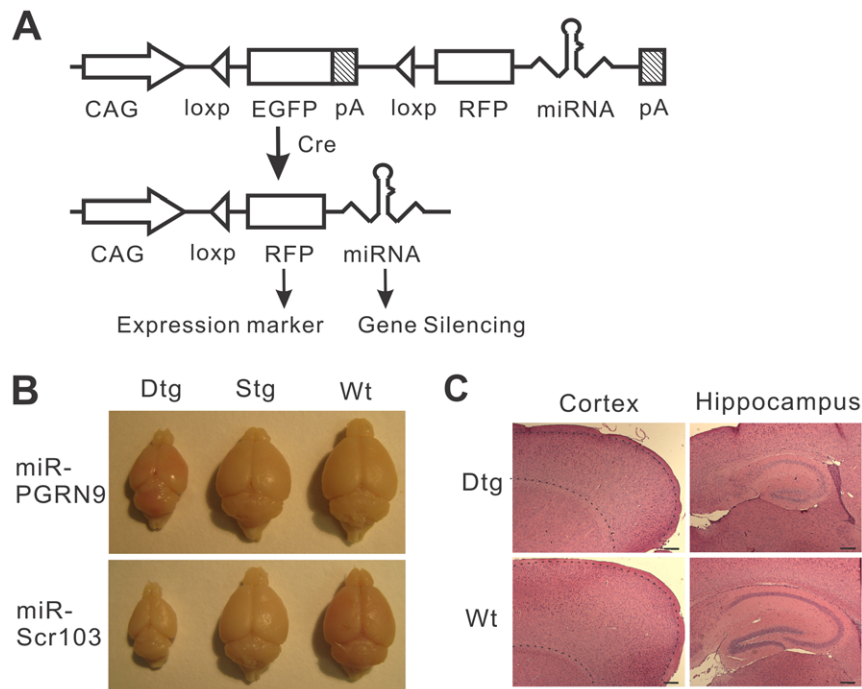 A
CAG loxp EGFP pA loxp RFP miRNA pA
Cre
CAG loxp RFP miRNA
Expression marker Gene Silencing
B
Dtg Stg Wt
miR-
PGRN9
miR-
Scr103
C
Cortex Hippocampus
Dtg
Wt